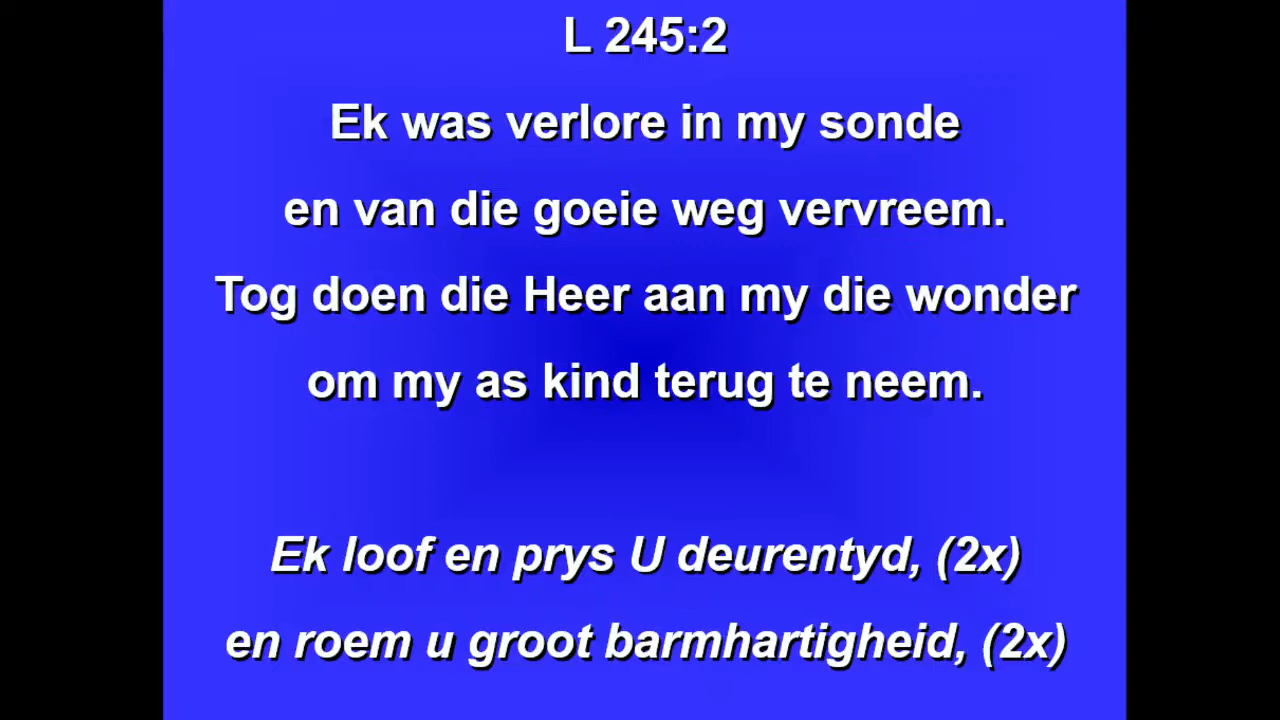 L 245:2
Ek was verlore in my sonde
en van die goeie weg vervreem.
Tog doen die Heer aan my die wonder
om my as kind terug te neem.
Ek loof en prys U deurentyd, (2x)
en roem u groot barmhartigheid, (2x)